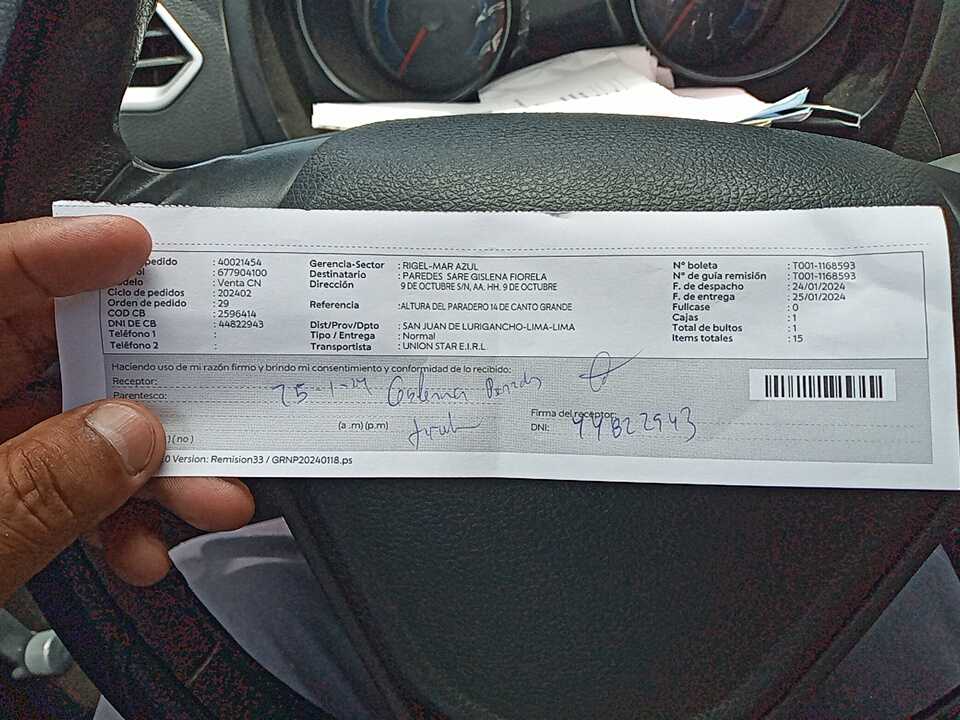 pedido : 40021454 Gerencia-Sector : RIGEL-MAR AZUL N° boleta : T001-1168593
ol : 677904100 Destinatario : PAREDES SARE GISLENA FIORELA N° de guía remisión : T001-1168593
odelo : Venta CN Dirección 9 DE OCTUBRE S/N, AA. HH. 9 DE OCTUBRE F. de despacho : 24/01/2024
Ciclo de pedidos : 202402 F. de entrega : 25/01/2024
Orden de pedido : 29 Referencia :ALTURA DEL PARADERO 14 DE CANTO GRANDE Fullcase : 0
COD CB : 2596414 Cajas : 1
DNI DE CB : 44822943 Dist/Prov/Dpto : SAN JUAN DE LURIGANCHO-LIMA-LIMA Total de bultos : 1
Teléfono 1 : Tipo / Entrega : Normal Items totales : 15
Teléfono 2 : Transportista : UNION STAR E.I.R.L
Haciendo uso de mi razón firmo y brindo mi consentimiento y conformidad de lo recibido:
Receptor: 25-1-24 Gislena Paredes
Parentesco: Firma del receptor:
(a .m) (p.m) DNI: 44822943
) ( no )
0 Version: Remision33 / GRNP20240118.ps